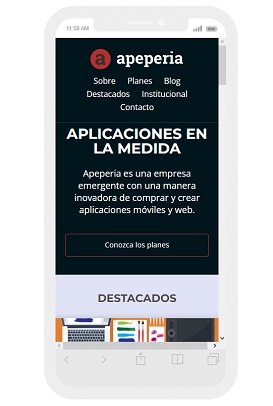 11:50 AM
a apeperia
Sobre Planes Blog
Destacados Institucional
Contacto
APLICACIONES EN
LA MEDIDA
Apeperia es una empresa
emergente con una manera
inovadora de comprar y crear
aplicaciones móviles y web.
Conozca los planes
DESTACADOS